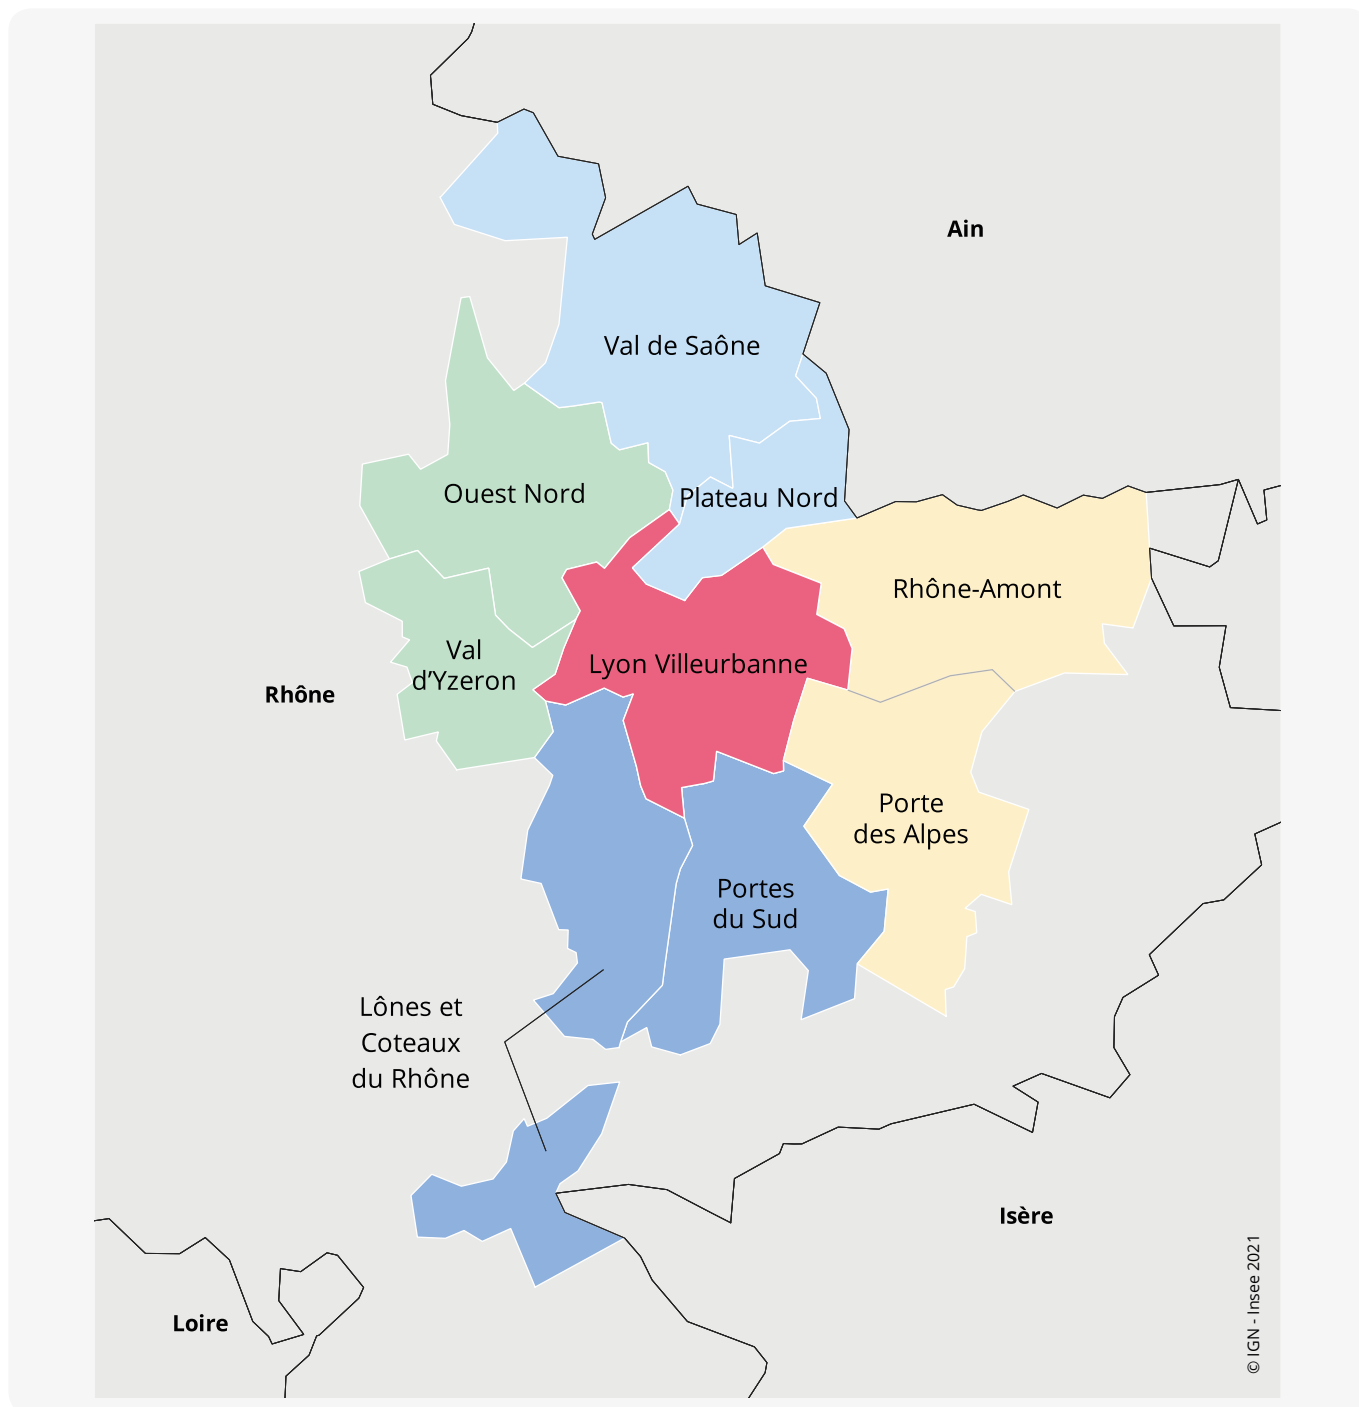 Ain
Val de Saône
Ouest Nord
Plateau Nord
Rhône-Amont
Val
d’Yzeron
Lyon Villeurbanne
Rhône
Porte
des Alpes
Portes
du Sud
Lônes et
Coteaux
du Rhône
Isère
Loire
© IGN - Insee 2021